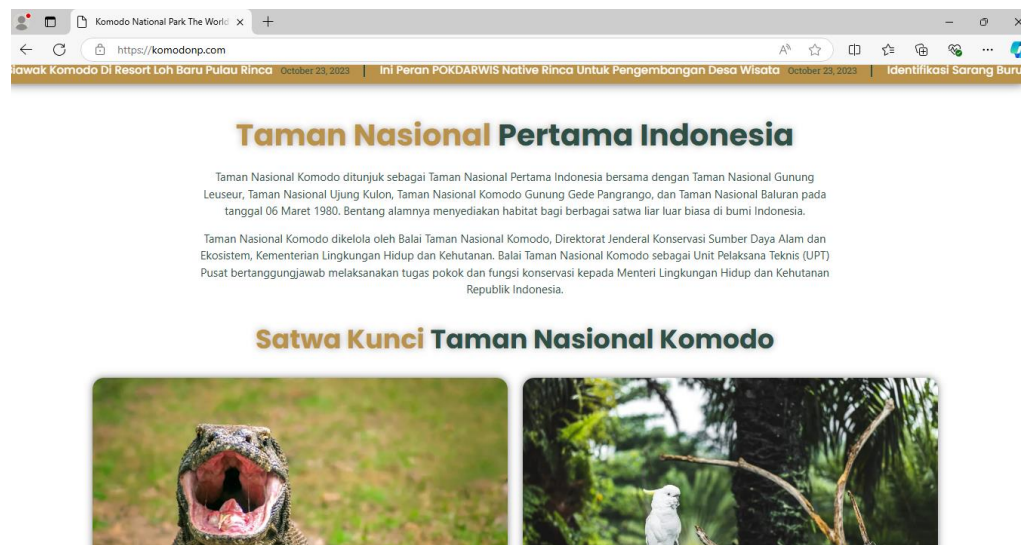 Komodo National Park The World
https://komodonp.com
iawak Komodo Di Resort Loh Baru Pulau Rinca October 23, 2023 | Ini Peran POKDARWIS Native Rinca Untuk Pengembangan Desa Wisata October 23, 2023 | Identifikasi Sarang Buru
Taman Nasional Pertama Indonesia
Taman Nasional Komodo ditunjuk sebagai Taman Nasional Pertama Indonesia bersama dengan Taman Nasional Gunung
Leuseur, Taman Nasional Ujung Kulon, Taman Nasional Komodo Gunung Gede Pangrango, dan Taman Nasional Baluran pada
tanggal 06 Maret 1980. Bentang alamnya menyediakan habitat bagi berbagai satwa liar luar biasa di bumi Indonesia.
Taman Nasional Komodo dikelola oleh Balai Taman Nasional Komodo, Direktorat Jenderal Konservasi Sumber Daya Alam dan
Ekosistem, Kementerian Lingkungan Hidup dan Kehutanan. Balai Taman Nasional Komodo sebagai Unit Pelaksana Teknis (UPT)
Pusat bertanggungjawab melaksanakan tugas pokok dan fungsi konservasi kepada Menteri Lingkungan Hidup dan Kehutanan
Republik Indonesia.
Satwa Kunci Taman Nasional Komodo